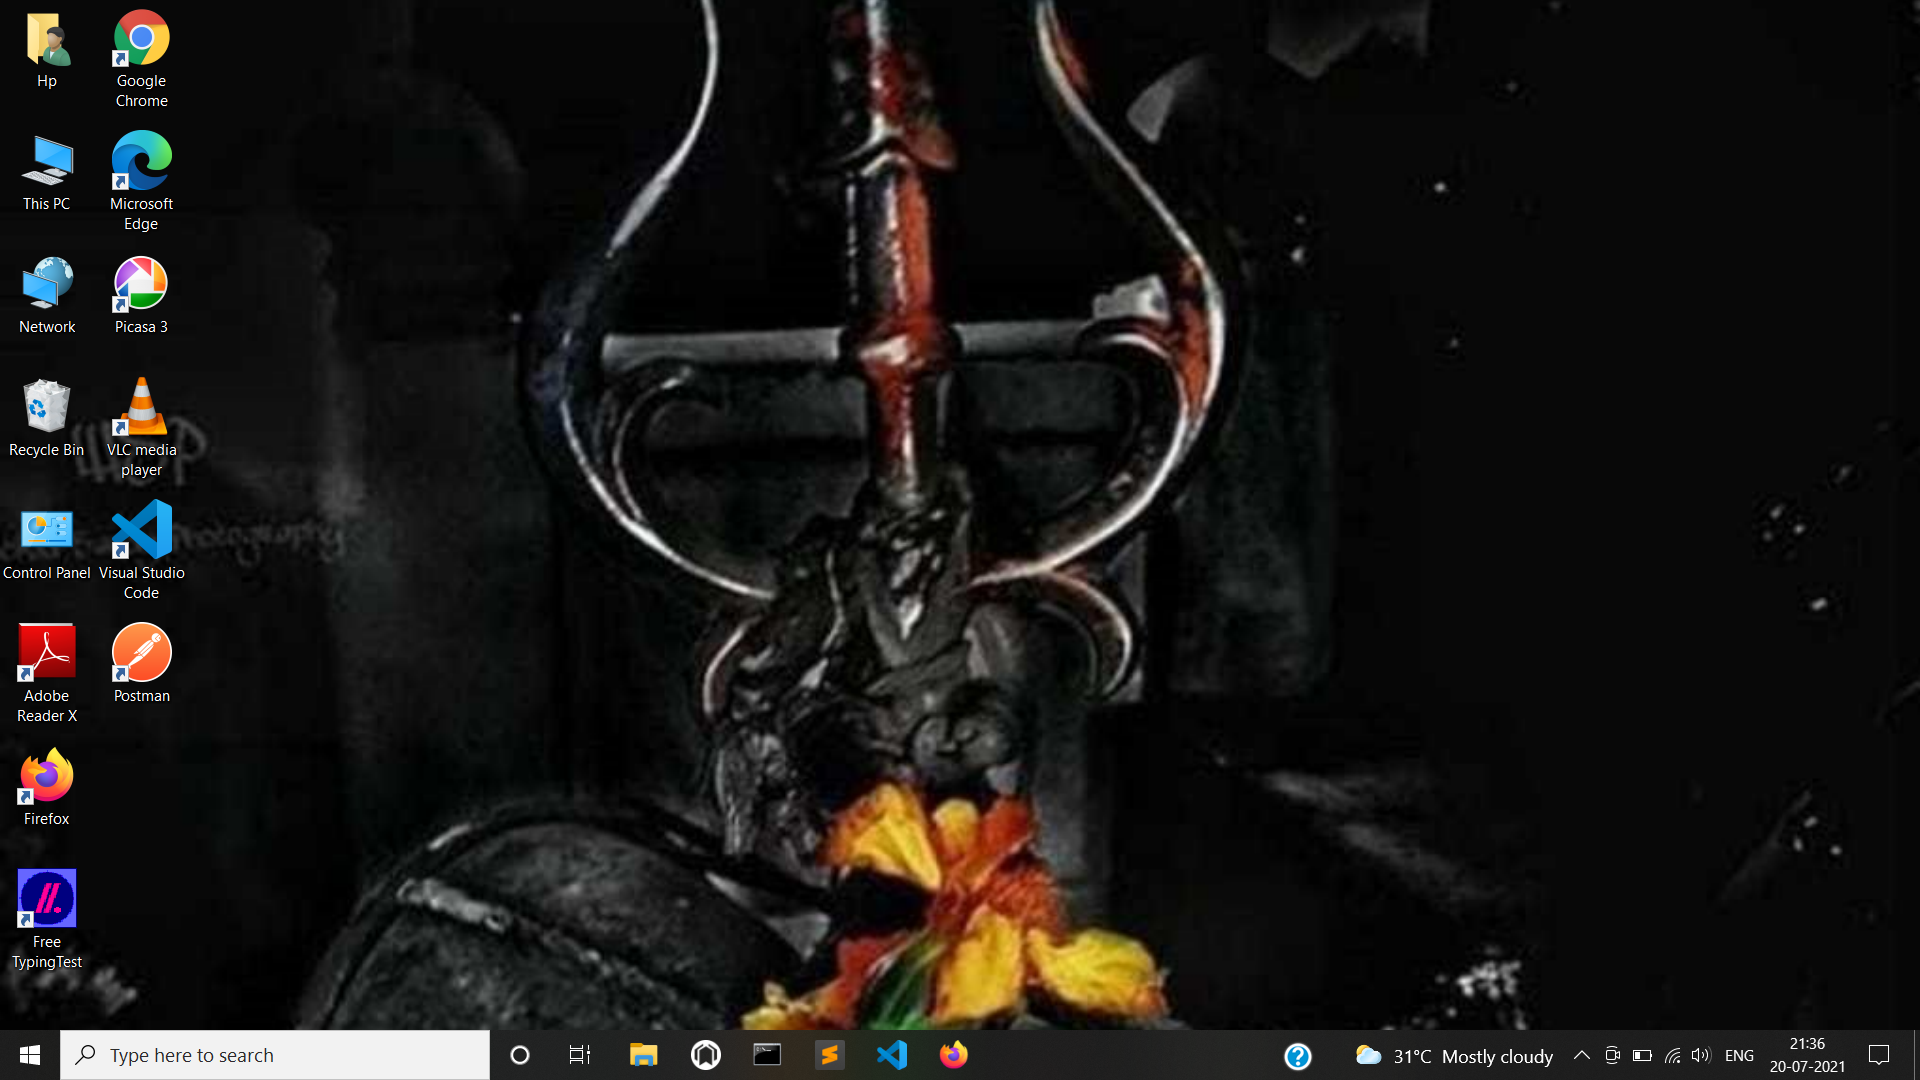 Hp
Google
Chrome
This PC
Microsoft
Edge
Network
Picasa 3
Recycle Bin
VLC media
player
Control Panel
Visual Studio
Code
Adobe
Reader X
Postman
Firefox
Free
TypingTest
Type here to search
31°C Mostly cloudy
ENG
21:36
20-07-2021